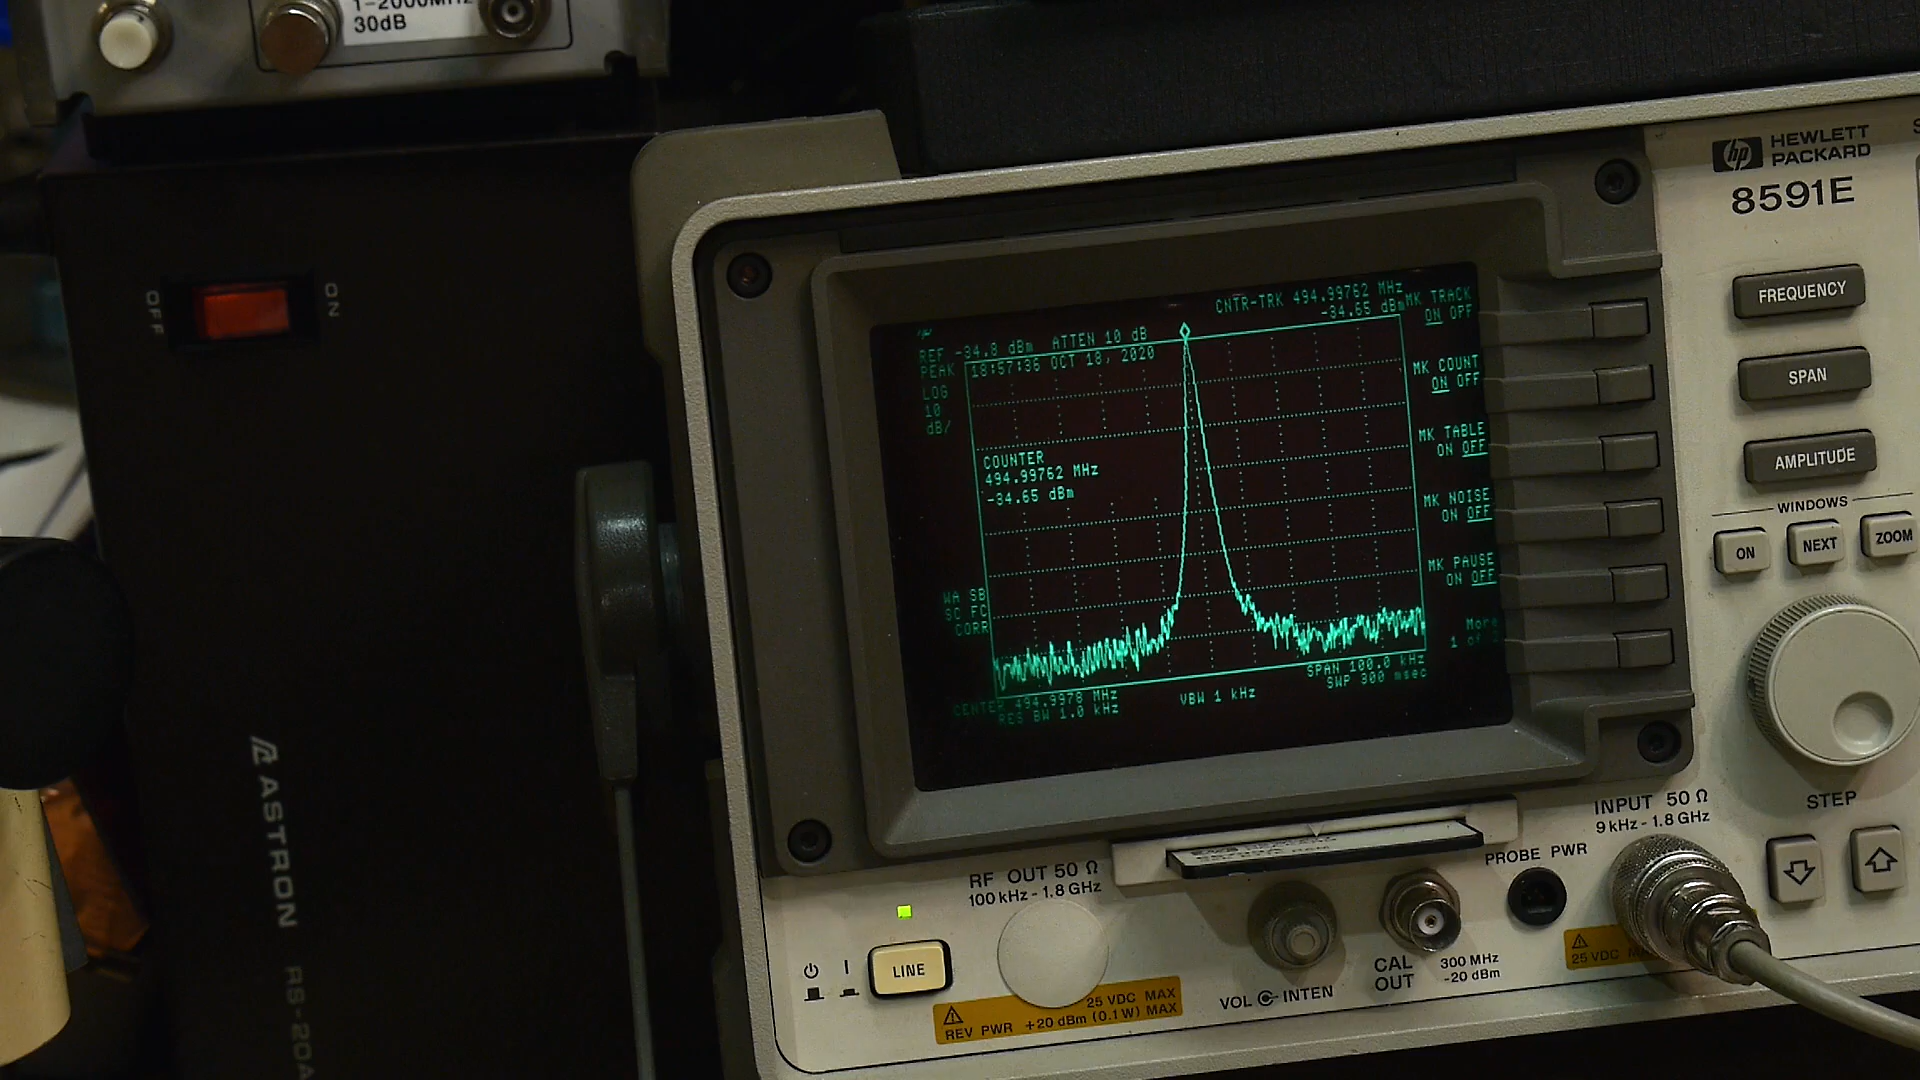 1-2000MHz
30dB
OFF
ON
ASTRON
RS-20A
hp HEWLETT
PACKARD
8591E
CNTR-TRK 494.99762 MHz
-34.65 dBm
REF -34.8 dBm ATTEN 10 dB
PEAK
18:57:36 OCT 18, 2020
LOG
10
dB/
COUNTER
494.99762 MHz
-34.65 dBm
WA SB
SC FC
CORR
CENTER 494.9978 MHz
RES BW 1.0 kHz
VBW 1 kHz
SPAN 100.0 kHz
SWP 300 msec
MK TRACK
ON OFF
MK COUNT
ON OFF
MK TABLE
ON OFF
MK NOISE
ON OFF
MK PAUSE
ON OFF
More
1 of
FREQUENCY
SPAN
AMPLITUDE
WINDOWS
ON
NEXT
ZOOM
STEP
INPUT 50 Ω
9 kHz - 1.8 GHz
PROBE PWR
RF OUT 50 Ω
100 kHz - 1.8 GHz
LINE
25 VDC MAX
REV PWR +20 dBm (0.1 W) MAX
VOL INTEN
CAL
OUT
300 MHz
-20 dBm
25 VDC